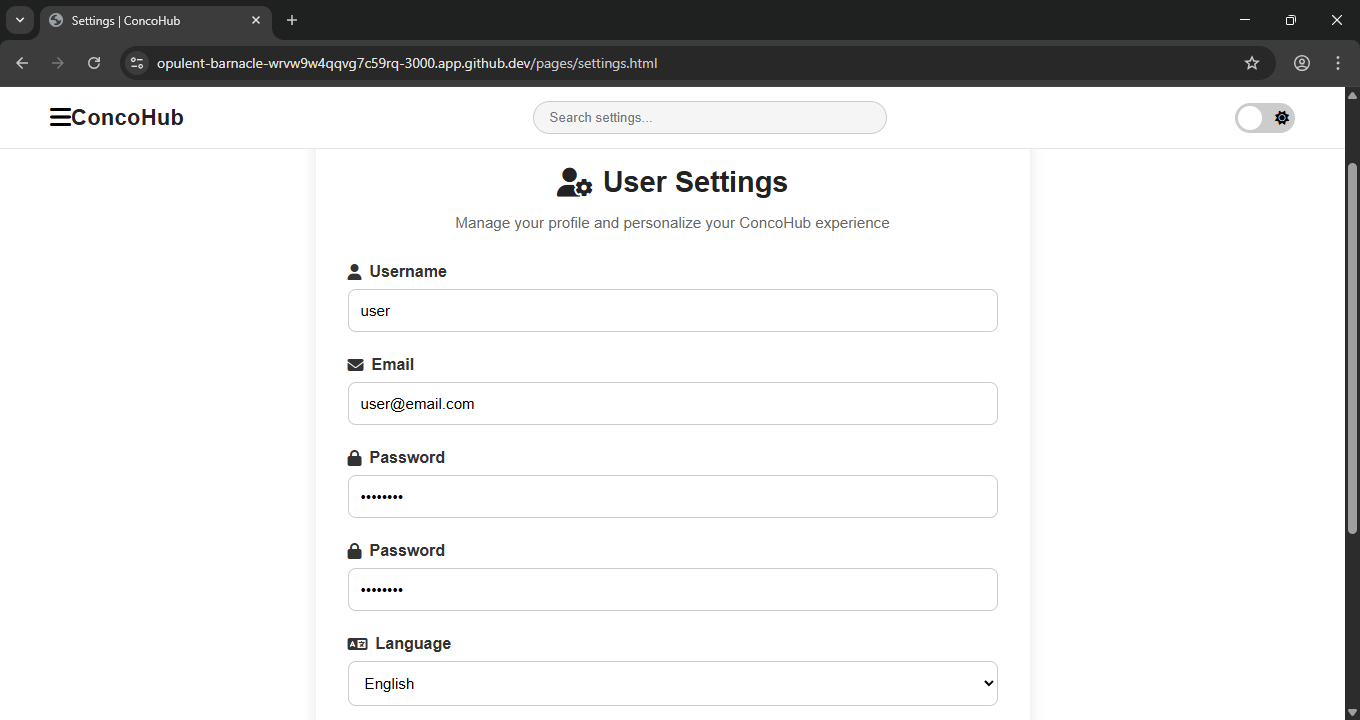 Settings | ConcoHub
opulent-barnacle-wrvw9w4qqvg7c59rq-3000.app.github.dev/pages/settings.html
ConcoHub
Search settings...
User Settings
Manage your profile and personalize your ConcoHub experience
Username
user
Email
user@email.com
Password
••••••••
Password
••••••••
Language
English